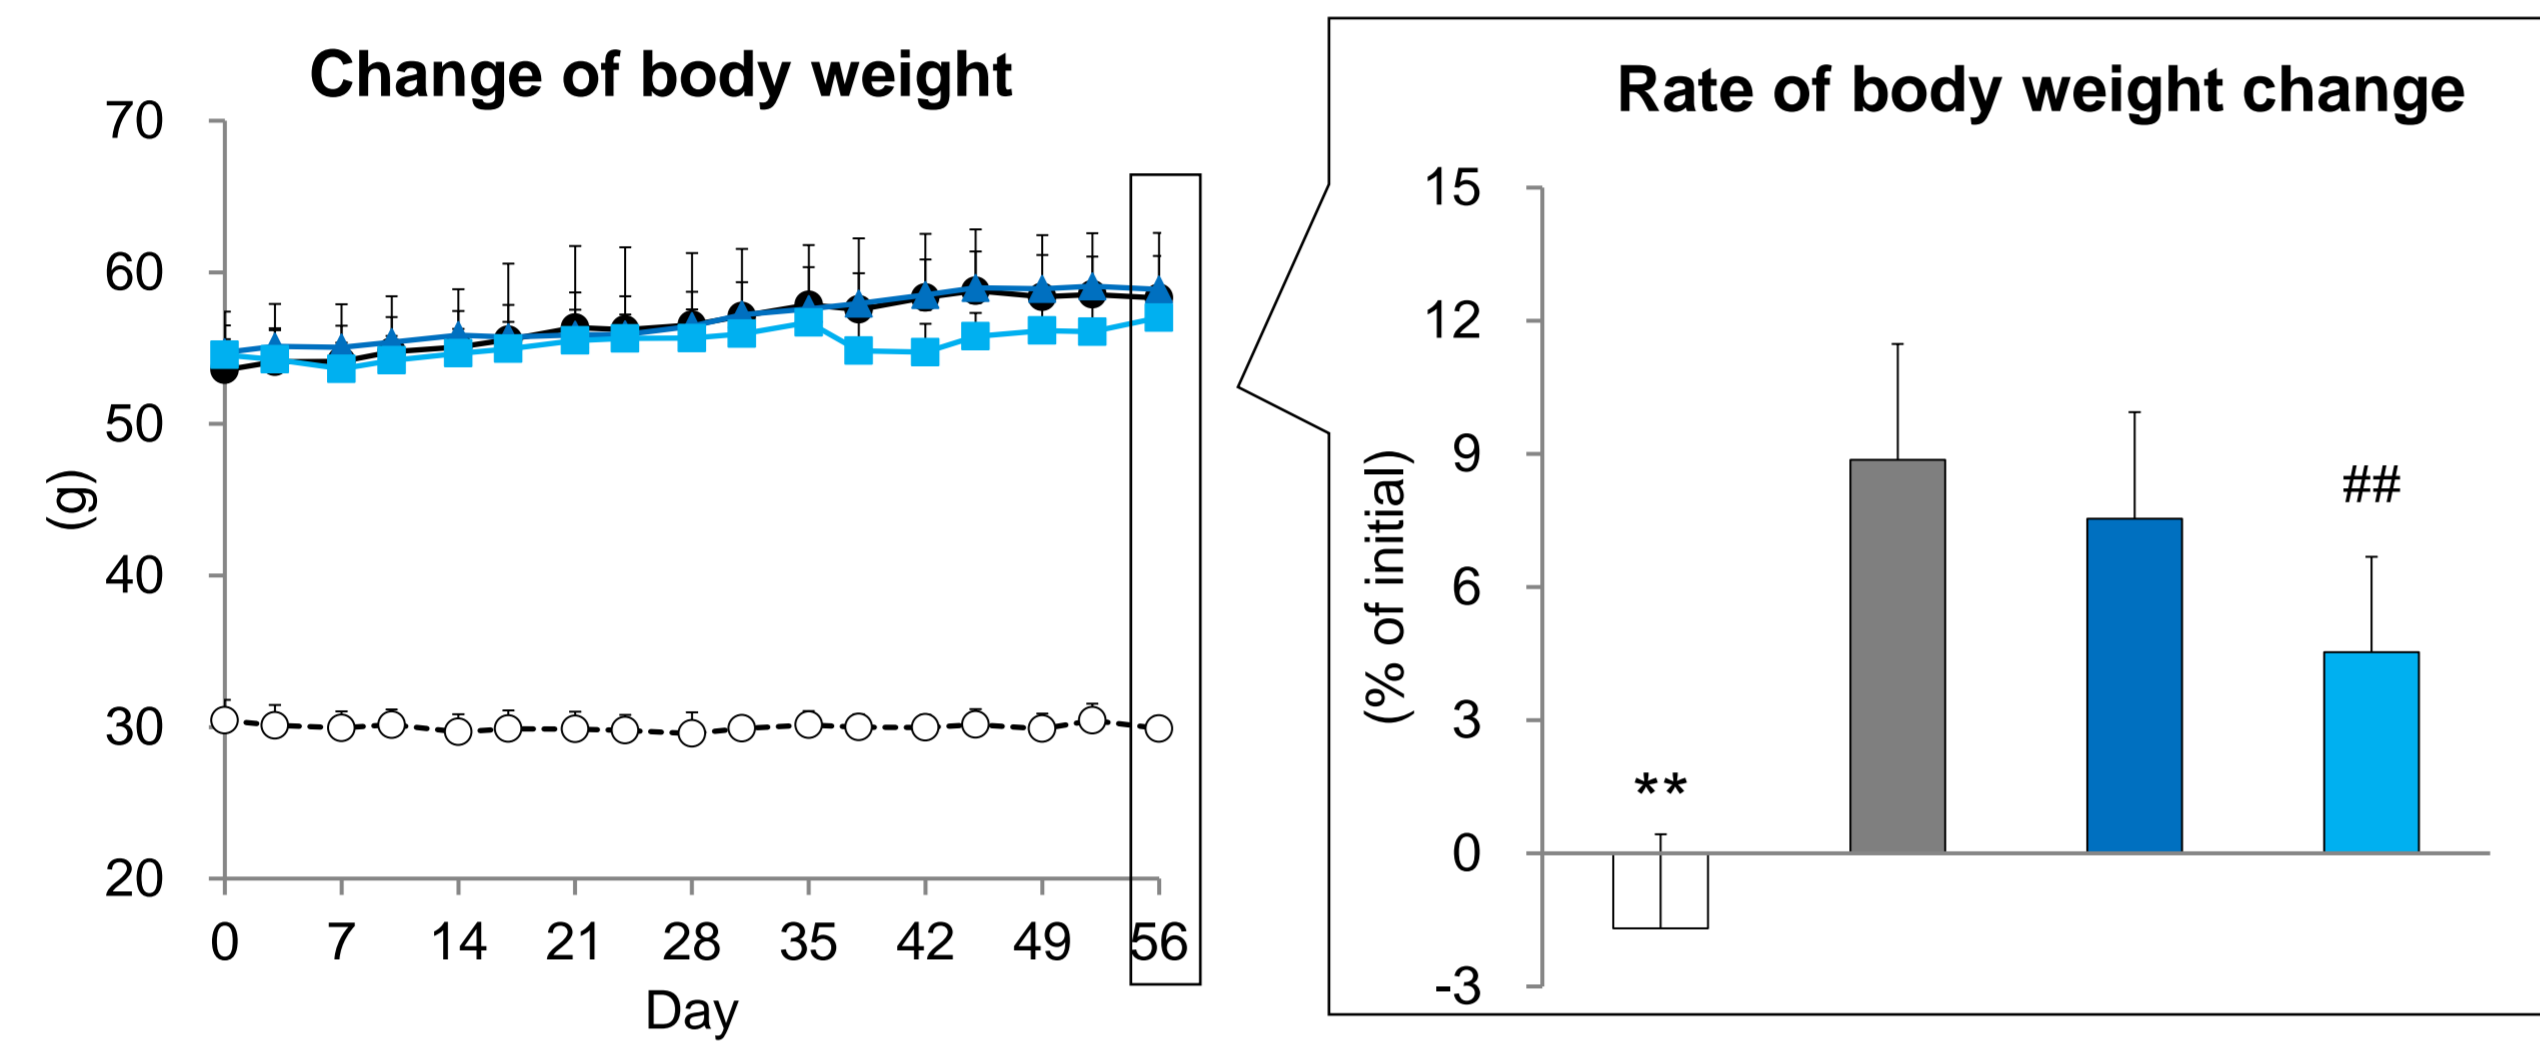 Change of body weight
70
60
50
40
30
20
(g)
0 7 14 21 28 35 42 49 56
Day
Rate of body weight change
15
12
9
6
3
0
-3
(% of initial)
**
##